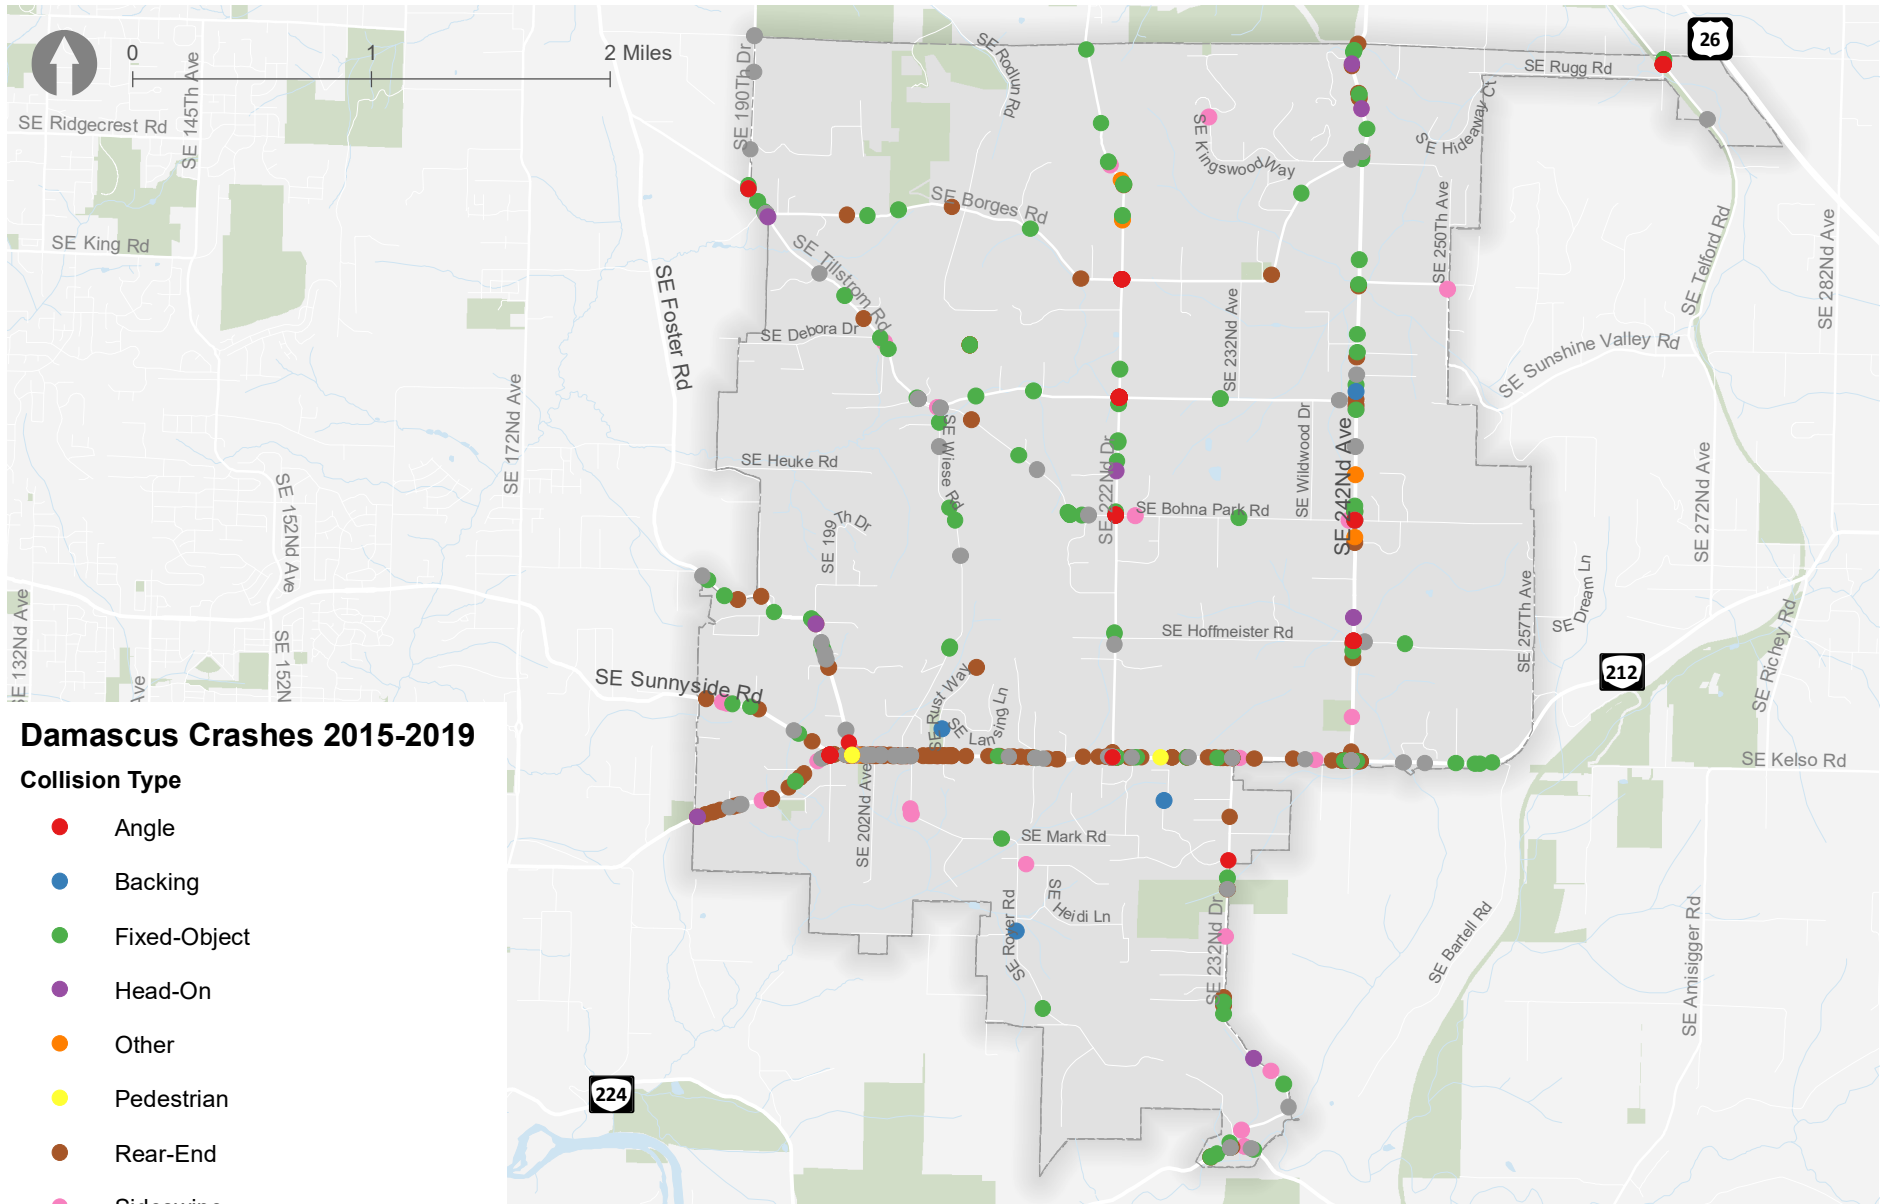 0 1 2 Miles
26
SE Rugg Rd
SE Rodlun Rd
SE 190Th Dr
SE 145Th Ave
SE Ridgecrest Rd
SE Kingswood Way
SE Hideaway Ct
SE Borges Rd
SE 250Th Ave
SE King Rd
SE Tillstrom Rd
SE Telford Rd
SE 282Nd Ave
SE Foster Rd
SE Debora Dr
SE 232Nd Ave
SE Sunshine Valley Rd
SE 172Nd Ave
SE Wiese Rd
SE Wildwood Dr
SE 242Nd Ave
SE Heuke Rd
SE 222Nd Dr
SE 272Nd Ave
SE 152Nd Ave
SE 199Th Dr
SE Bohna Park Rd
SE Dream Ln
SE 257Th Ave
SE 132Nd Ave
SE 152N
Ave
SE Hoffmeister Rd
SE Richey Rd
212
SE Sunnyside Rd
SE Rust Way
SE Lansing Ln
SE Kelso Rd
SE 202Nd Ave
SE Mark Rd
SE Heidi Ln
SE Royer Rd
SE 232Nd Dr
SE Bartell Rd
SE Amisigger Rd
224
Damascus Crashes 2015-2019
Collision Type
Angle
Backing
Fixed-Object
Head-On
Other
Pedestrian
Rear-End